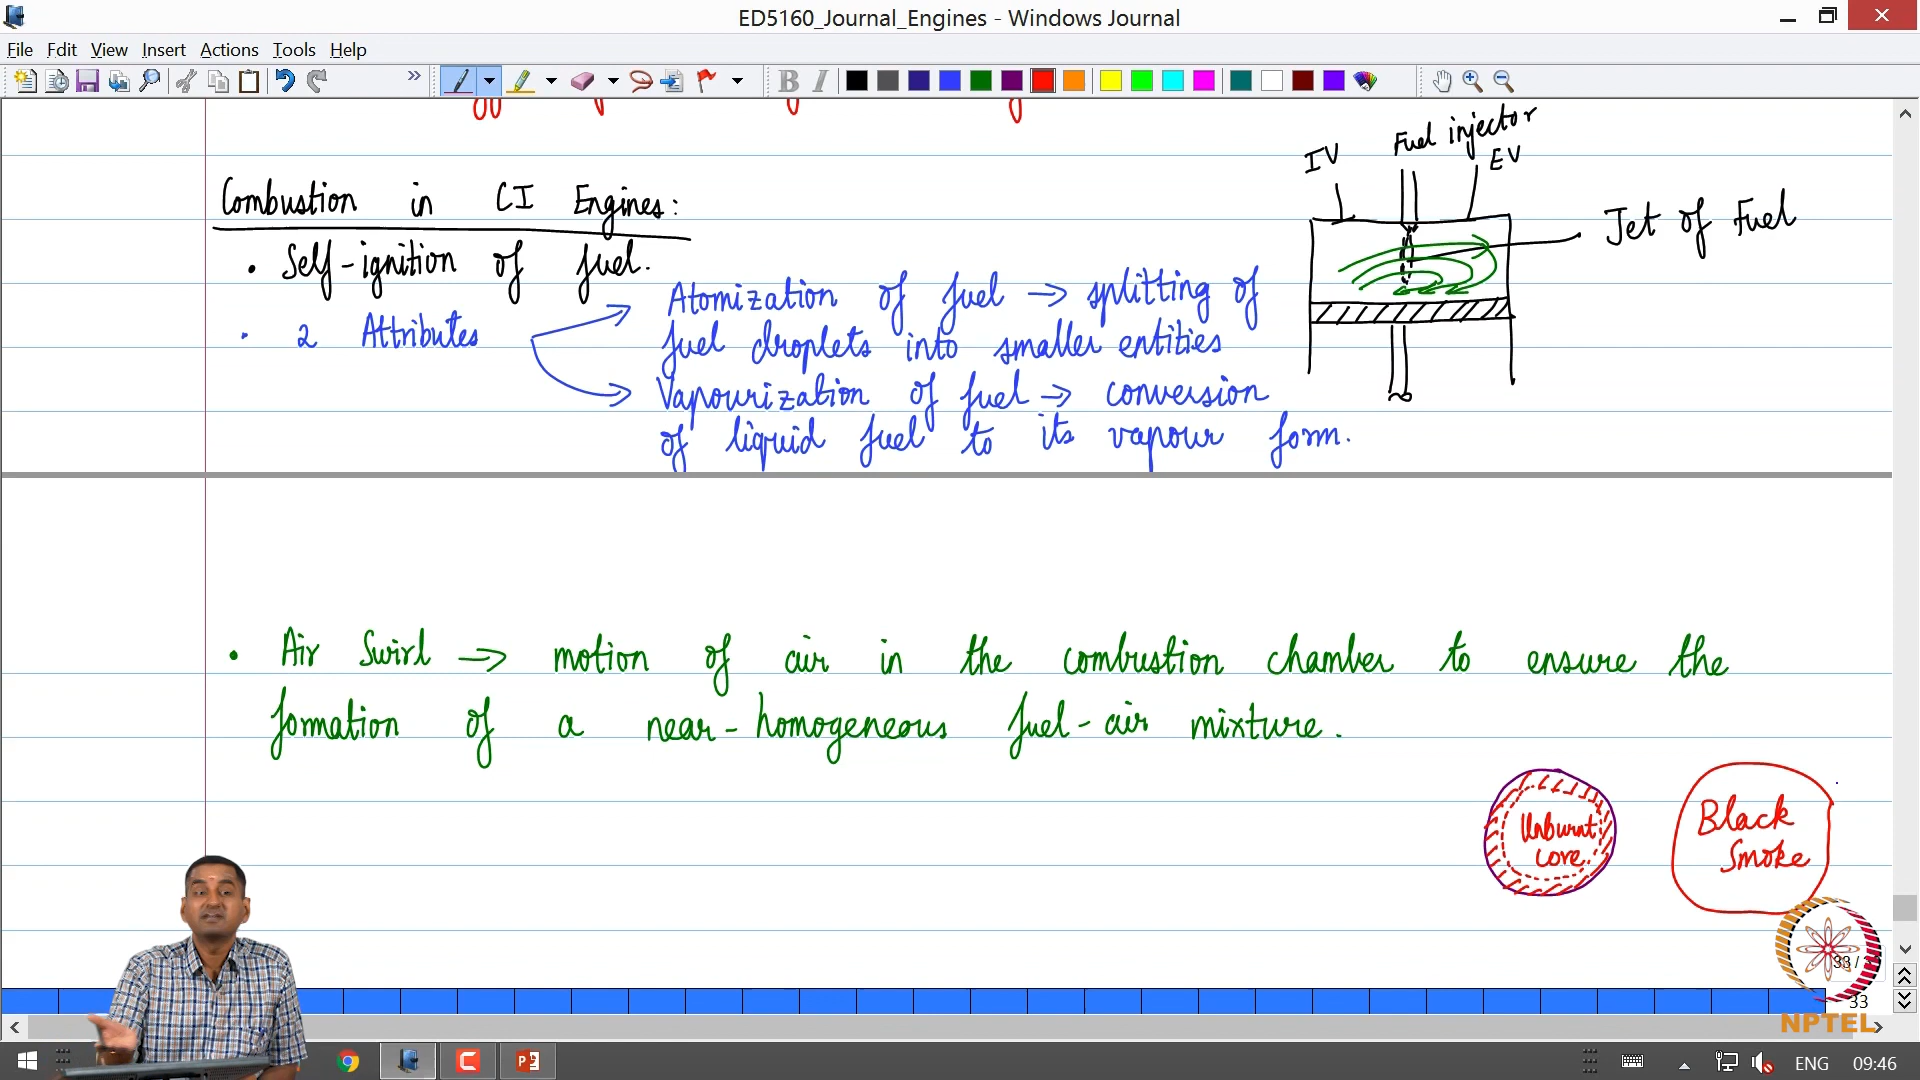 ED5160_Journal_Engines - Windows Journal
File Edit View Insert Actions Tools Help
B I
IV
Fuel injector
EV
Combustion in CI Engines:
Jet of Fuel
• Self-ignition of fuel.
• 2 Attributes
Atomization of fuel → splitting of
fuel droplets into smaller entities
Vapourization of fuel → conversion
of liquid fuel to its vapour form.
• Air Swirl → motion of air in the combustion chamber to ensure the
formation of a near-homogeneous fuel-air mixture.
Unburnt
core.
Black
Smoke
33
NPTEL
ENG 09:46